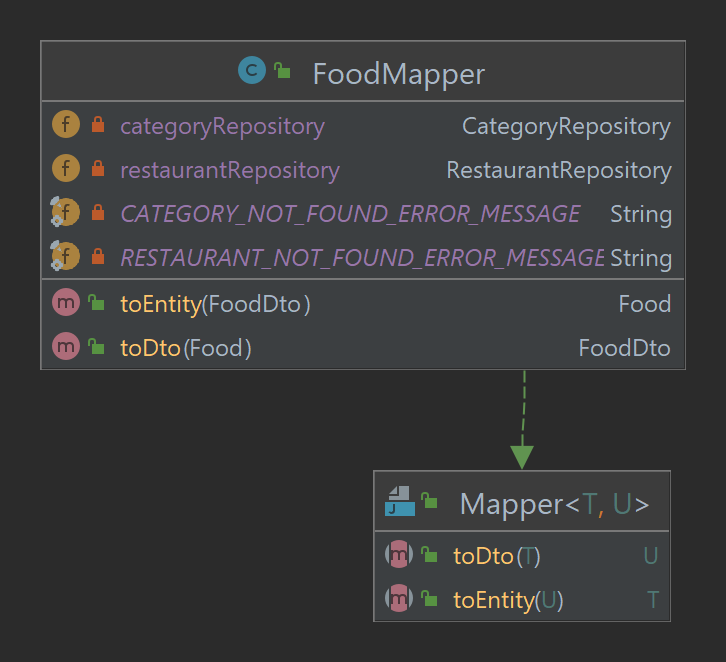 FoodMapper
categoryRepository CategoryRepository
restaurantRepository RestaurantRepository
CATEGORY_NOT_FOUND_ERROR_MESSAGE String
RESTAURANT_NOT_FOUND_ERROR_MESSAGE String
toEntity(FoodDto) Food
toDto(Food) FoodDto
Mapper<T, U>
toDto(T) U
toEntity(U) T